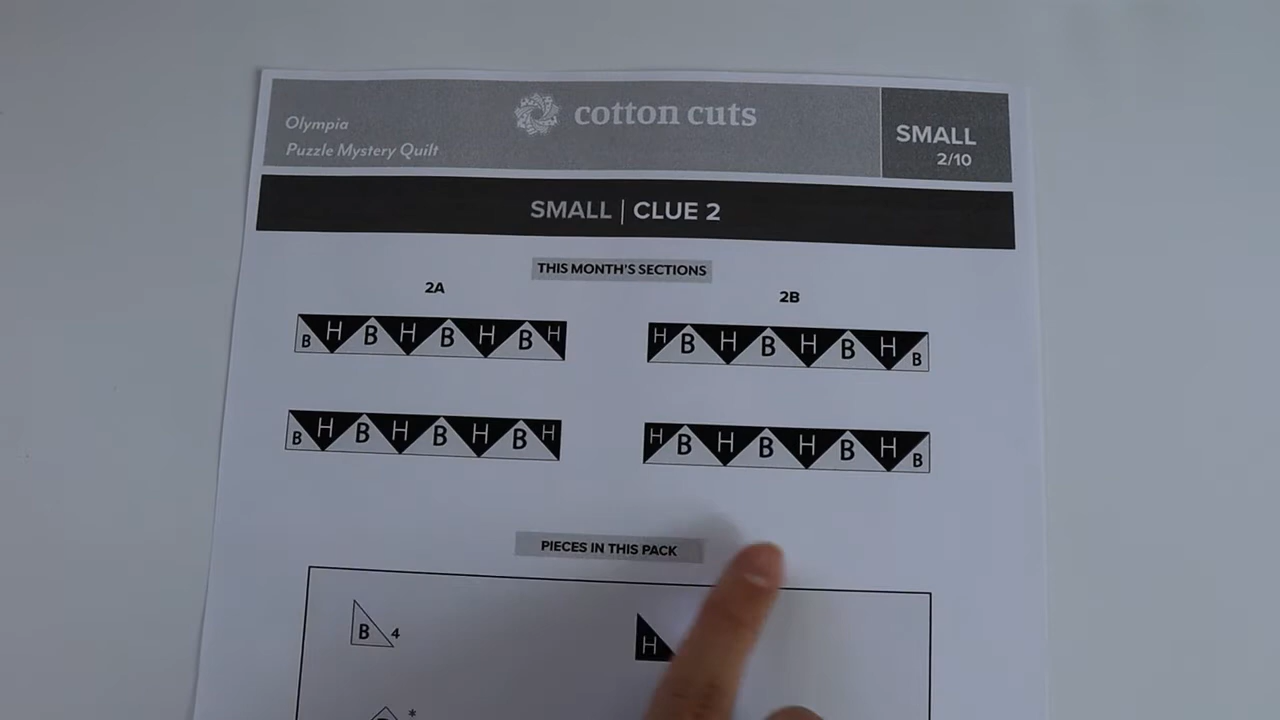 Olympia
Puzzle Mystery Quilt
cotton cuts
SMALL
2/10
SMALL | CLUE 2
THIS MONTH'S SECTIONS
2A
2B
B H B H B H B H
H B H B H B H B
B H B H B H B H
H B H B H B H B
PIECES IN THIS PACK
B 4
H
*